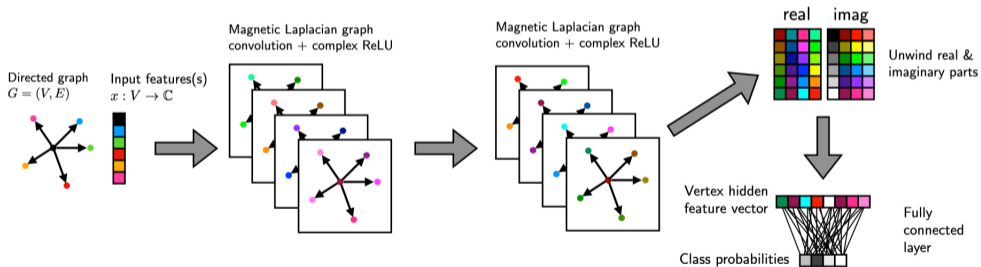 Directed graph
G = (V, E)
Input features(s)
x : V → ℂ
Magnetic Laplacian graph
convolution + complex ReLU
Magnetic Laplacian graph
convolution + complex ReLU
real
imag
Unwind real &
imaginary parts
Vertex hidden
feature vector
Fully
connected
layer
Class probabilities